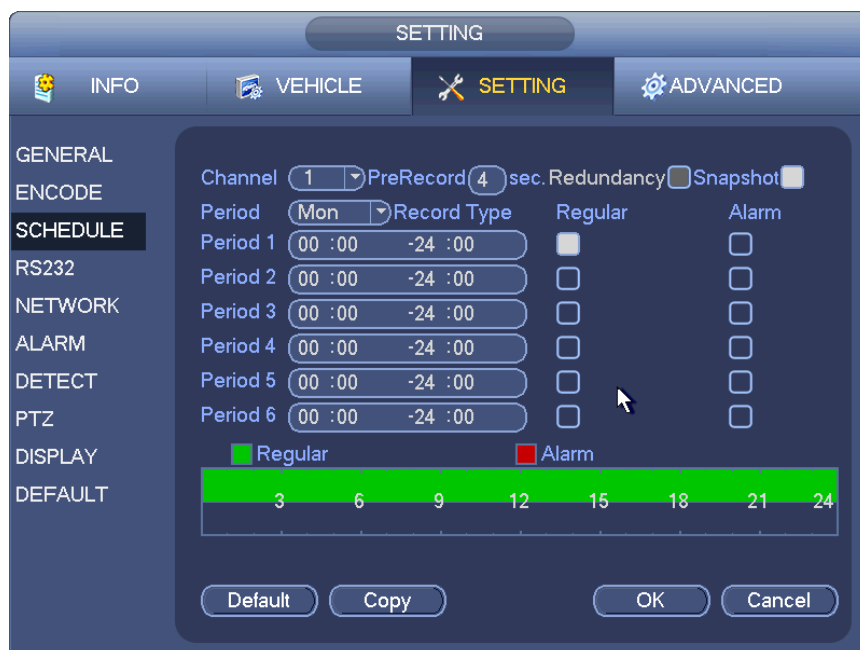 SETTING
INFO VEHICLE SETTING ADVANCED
GENERAL
ENCODE
SCHEDULE
RS232
NETWORK
ALARM
DETECT
PTZ
DISPLAY
DEFAULT
Channel 1 PreRecord 4 sec. Redundancy Snapshot
Period Mon Record Type Regular Alarm
Period 1 00 :00 -24 :00
Period 2 00 :00 -24 :00
Period 3 00 :00 -24 :00
Period 4 00 :00 -24 :00
Period 5 00 :00 -24 :00
Period 6 00 :00 -24 :00
Regular Alarm
3 6 9 12 15 18 21 24
Default Copy OK Cancel